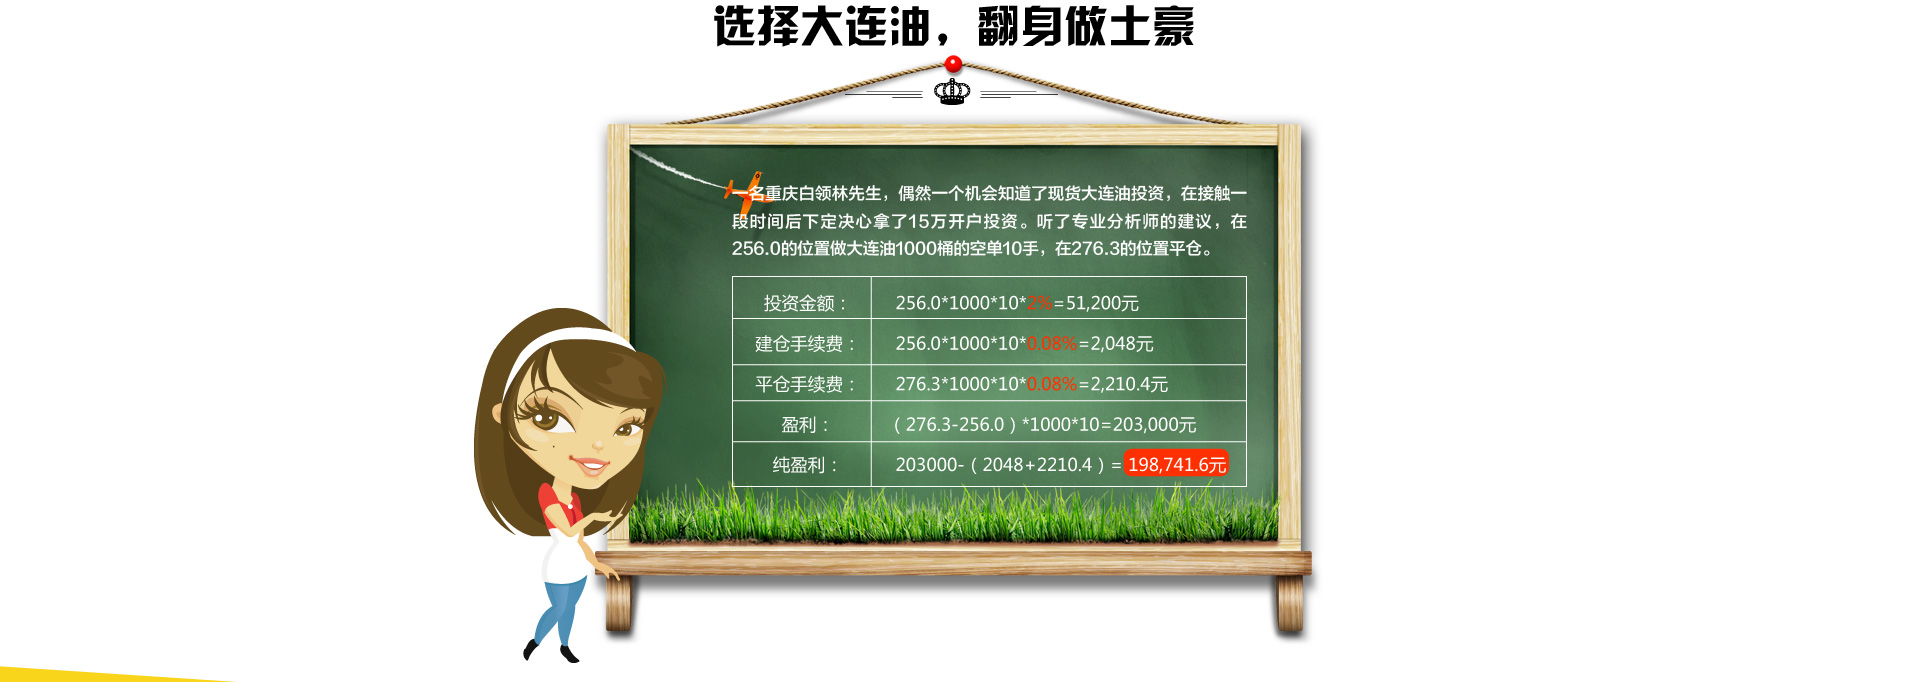 选择大连油，翻身做土豪
一名重庆白领林先生，偶然一个机会知道了现货大连油投资，在接触一
段时间后下定决心拿了15万开户投资。听了专业分析师的建议，在
256.0的位置做大连油1000桶的空单10手，在276.3的位置平仓。
投资金额： 256.0*1000*10*2%=51,200元
建仓手续费： 256.0*1000*10*0.08%=2,048元
平仓手续费： 276.3*1000*10*0.08%=2,210.4元
盈利： （276.3-256.0）*1000*10=203,000元
纯盈利： 203000-（2048+2210.4）=198,741.6元